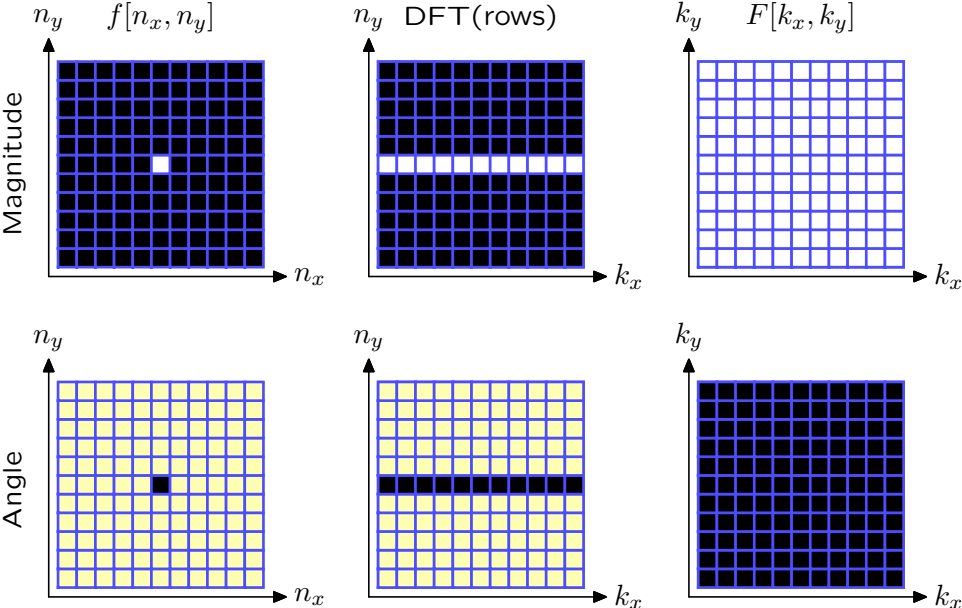 n_y f[n_x, n_y] n_y DFT(rows) k_y F[k_x, k_y]
Magnitude
n_x k_x k_x
n_y n_y k_y
Angle
n_x k_x k_x